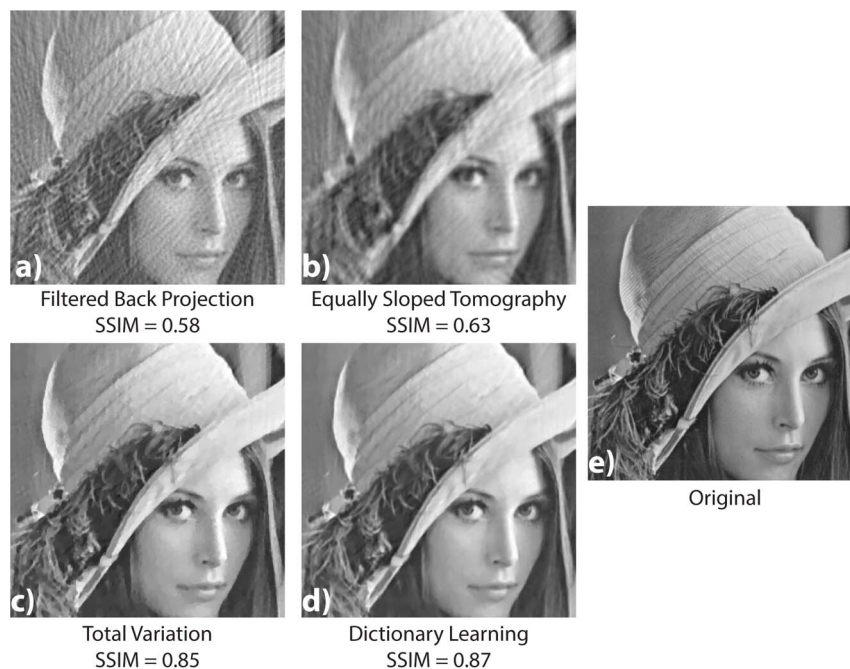 a)
Filtered Back Projection
SSIM = 0.58
b)
Equally Sloped Tomography
SSIM = 0.63
c)
Total Variation
SSIM = 0.85
d)
Dictionary Learning
SSIM = 0.87
e)
Original